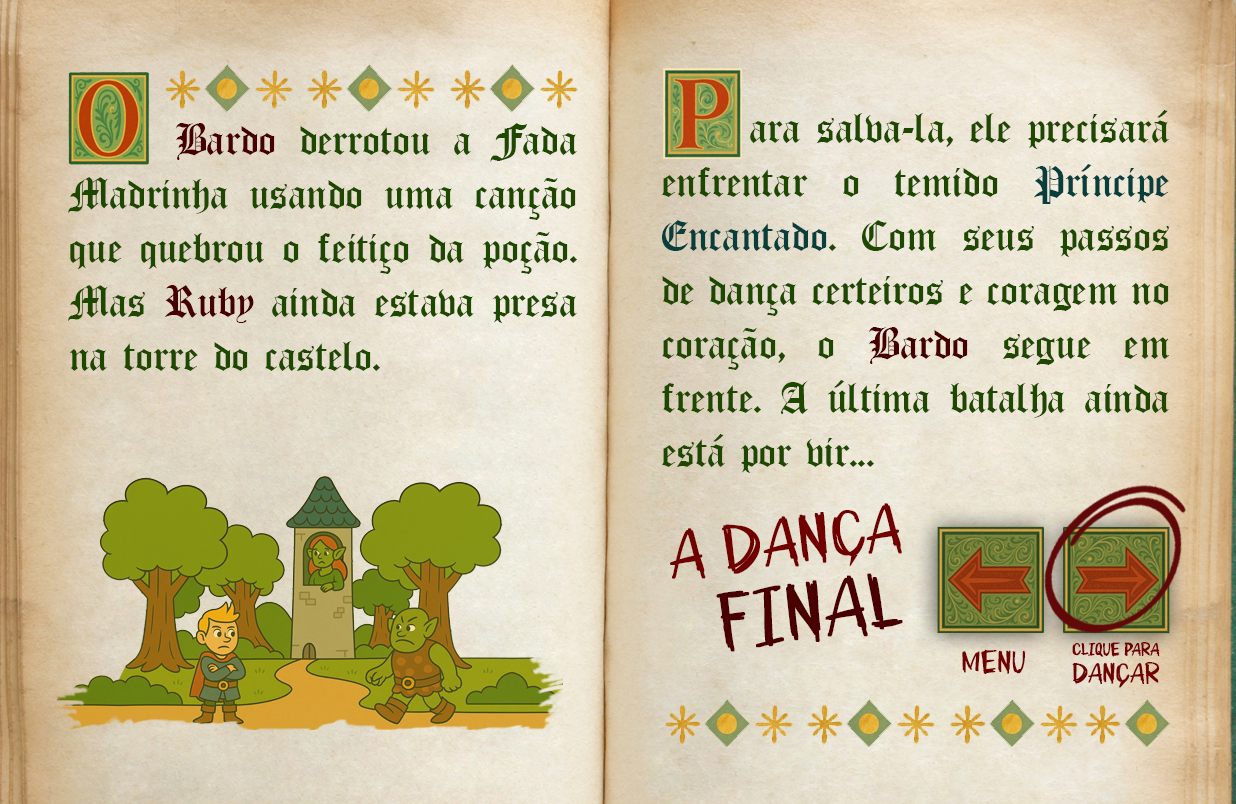 O Bardo derrotou a Fada
Madrinha usando uma canção
que quebrou o feitiço da poção.
Mas Ruby ainda estava presa
na torre do castelo.
Para salva-la, ele precisará
enfrentar o temido Príncipe
Encantado. Com seus passos
de dança certeiros e coragem no
coração, o Bardo segue em
frente. A última batalha ainda
está por vir...
A DANÇA
FINAL
MENU
CLIQUE PARA
DANÇAR